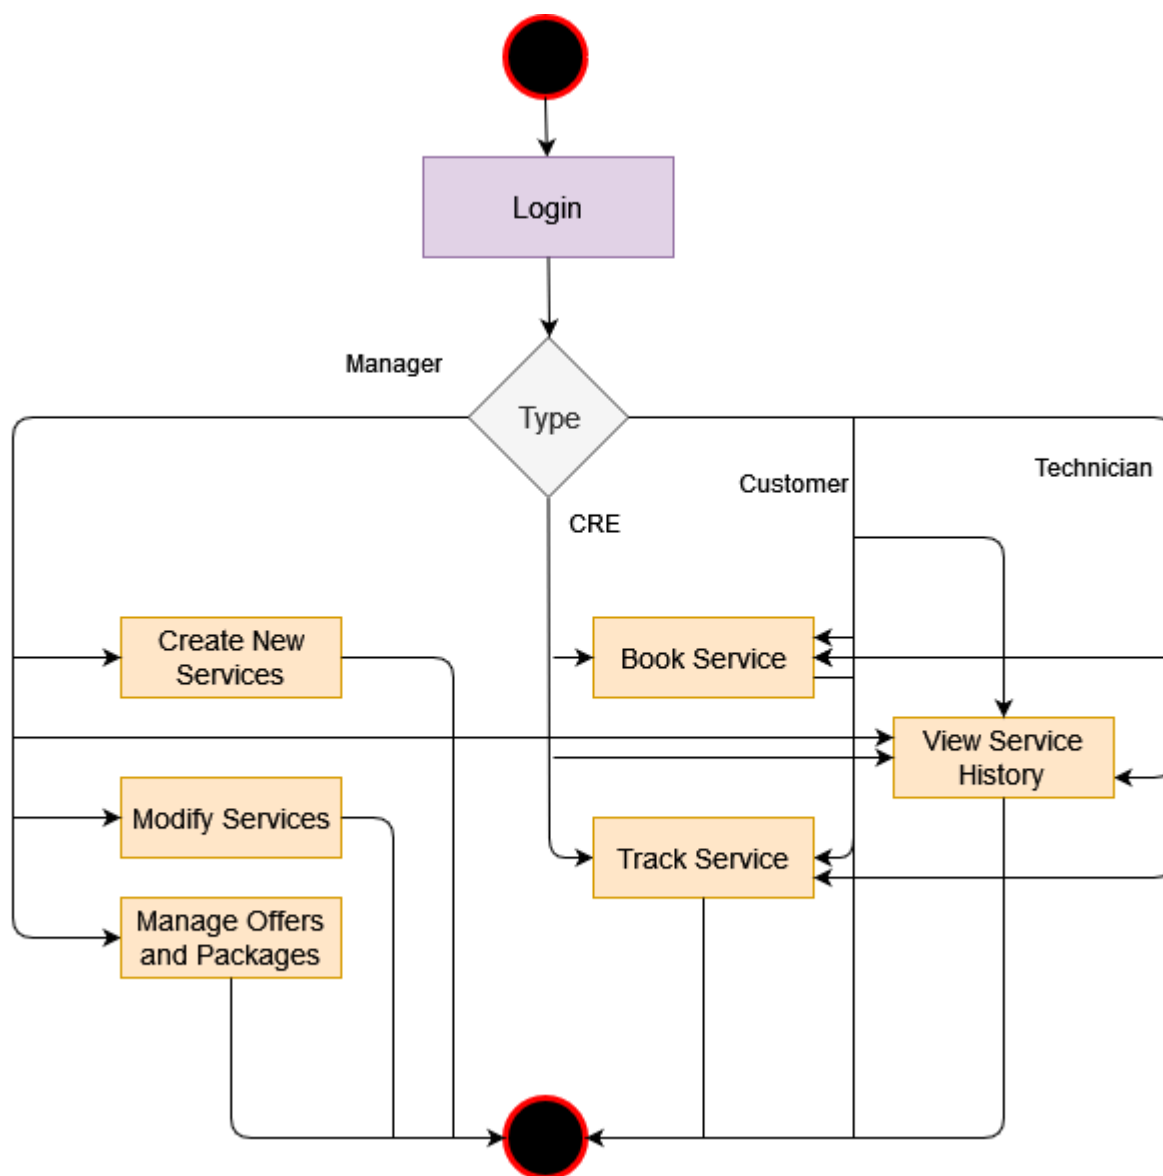 Login
Manager
Type
Technician
Customer
CRE
Create New
Services
Book Service
View Service
History
Modify Services
Track Service
Manage Offers
and Packages